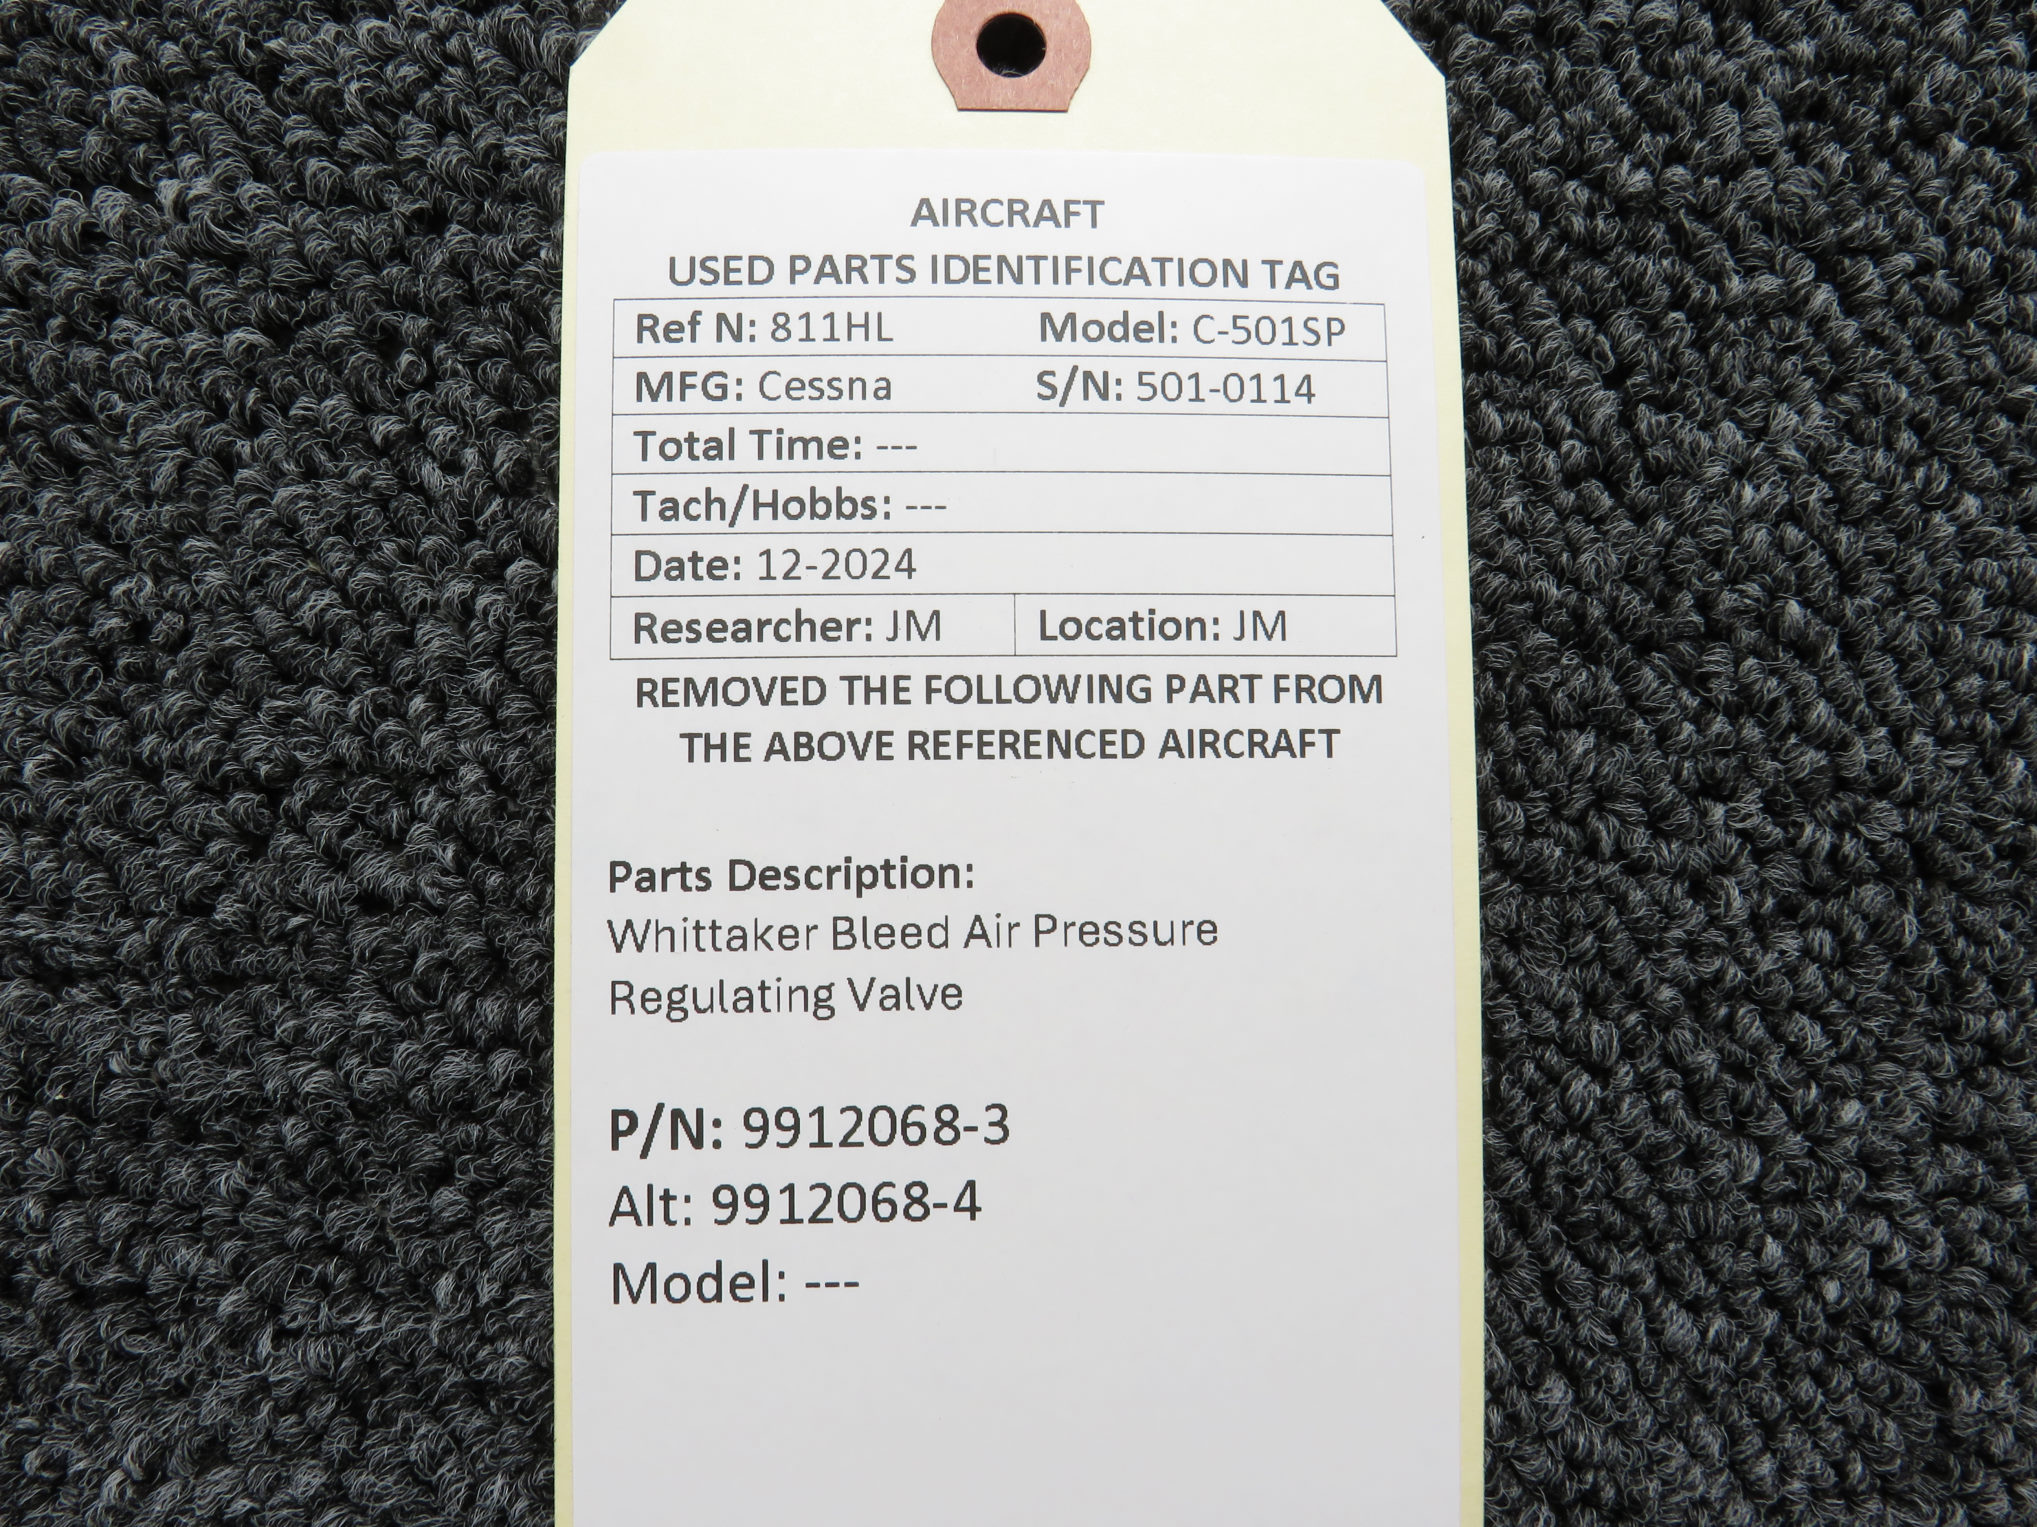 AIRCRAFT
USED PARTS IDENTIFICATION TAG
Ref N: 811HL Model: C-501SP
MFG: Cessna S/N: 501-0114
Total Time: ---
Tach/Hobbs: ---
Date: 12-2024
Researcher: JM Location: JM
REMOVED THE FOLLOWING PART FROM
THE ABOVE REFERENCED AIRCRAFT
Parts Description:
Whittaker Bleed Air Pressure
Regulating Valve
P/N: 9912068-3
Alt: 9912068-4
Model: ---